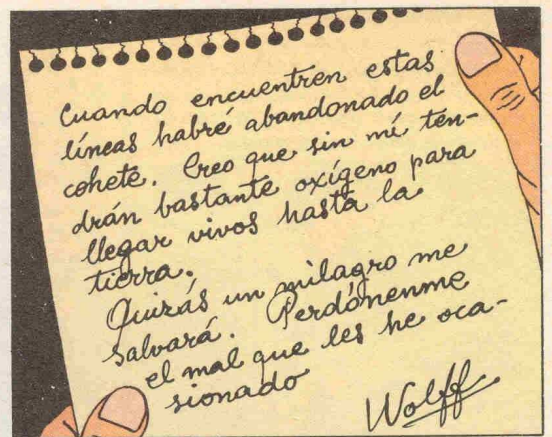 Cuando encuentren estas
líneas habré abandonado el
cohete. Creo que sin mí ten-
drán bastante oxígeno para
llegar vivos hasta la
tierra.
Quizás un milagro me
salvará. Perdónenme
el mal que les he oca-
sionado
Wolff